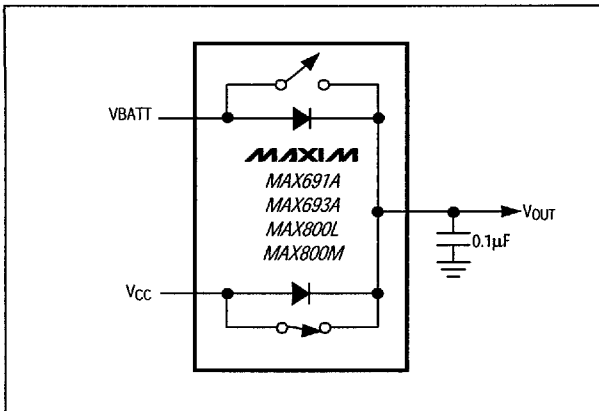 VBATT
MAXIM
MAX691A
MAX693A
MAX800L
MAX800M
VOUT
0.1µF
VCC